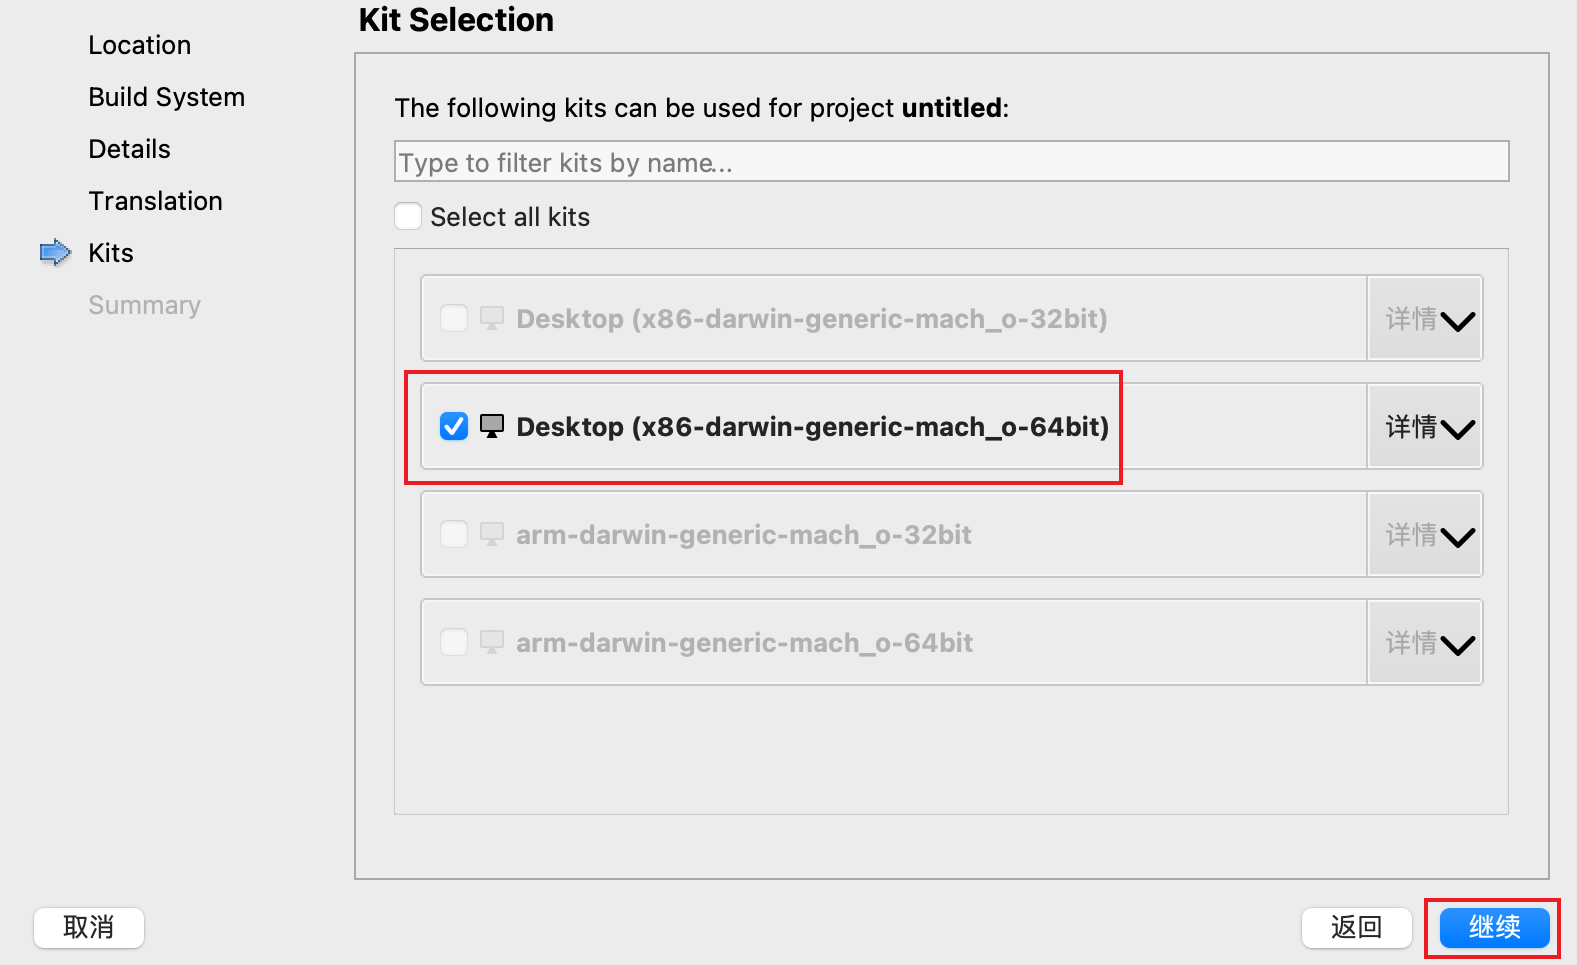 Kit Selection
Location
Build System
Details
Translation
Kits
Summary
The following kits can be used for project untitled:
Type to filter kits by name...
Select all kits
Desktop (x86-darwin-generic-mach_o-32bit)
详情
Desktop (x86-darwin-generic-mach_o-64bit)
详情
arm-darwin-generic-mach_o-32bit
详情
arm-darwin-generic-mach_o-64bit
详情
取消
返回
继续